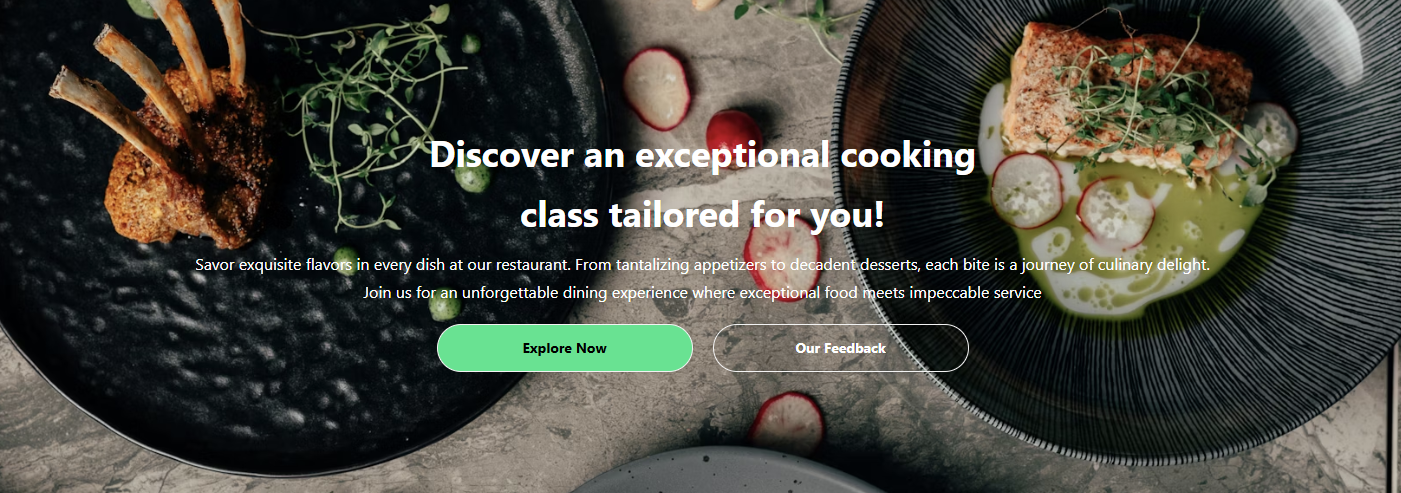 Discover an exceptional cooking
class tailored for you!
Savor exquisite flavors in every dish at our restaurant. From tantalizing appetizers to decadent desserts, each bite is a journey of culinary delight.
Join us for an unforgettable dining experience where exceptional food meets impeccable service
Explore Now
Our Feedback